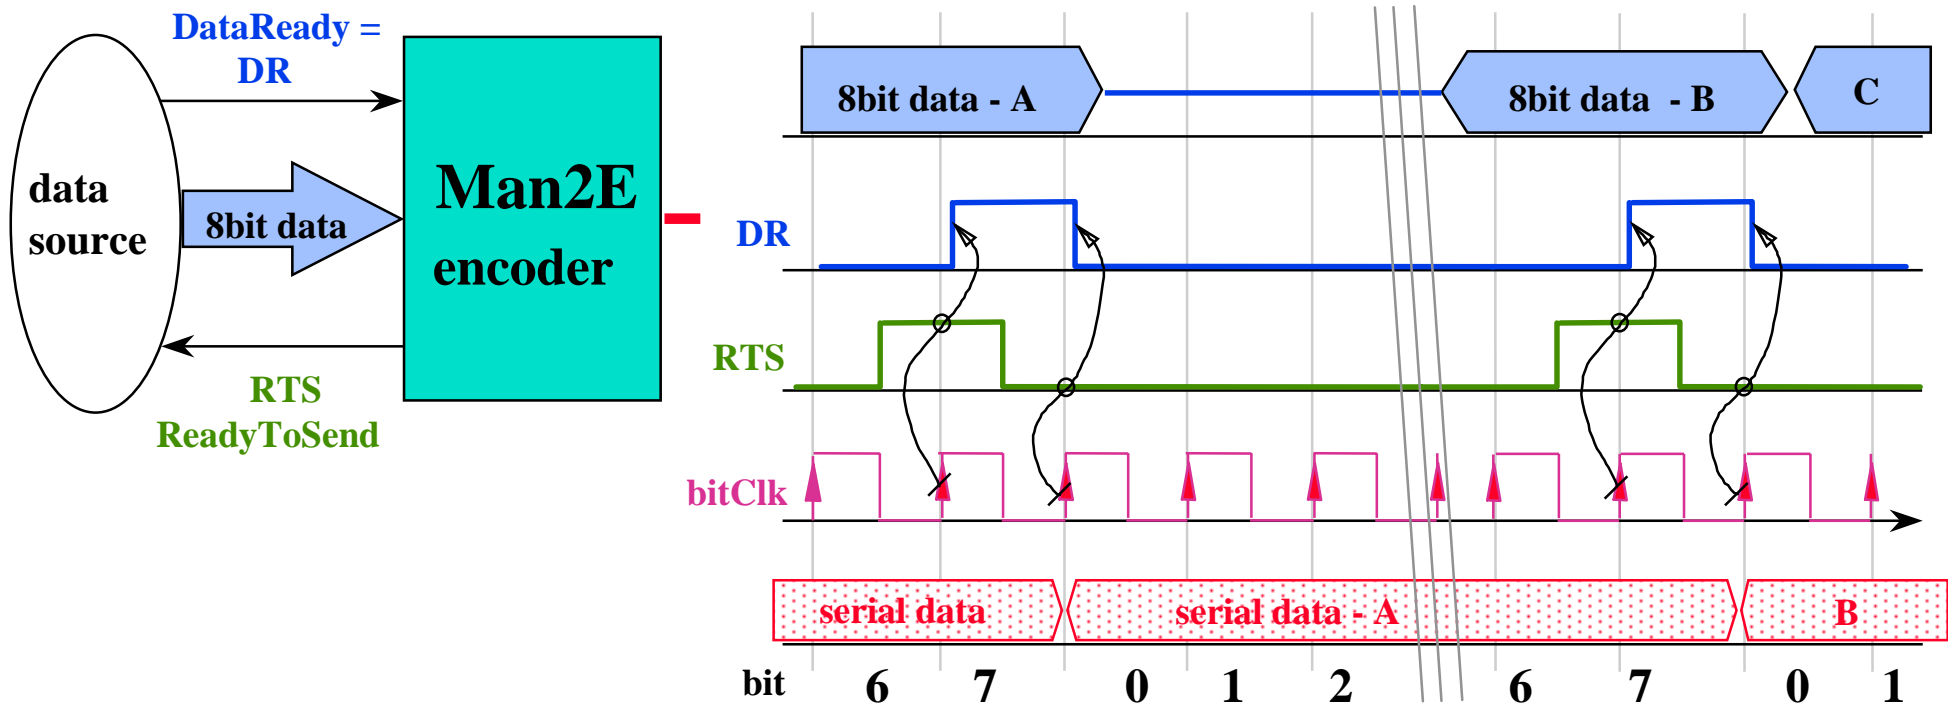 DataReady =
DR
data
source
8bit data
Man2E
encoder
RTS
ReadyToSend
8bit data - A
8bit data - B
C
DR
RTS
bitClk
serial data
serial data - A
B
bit 6 7 0 1 2 6 7 0 1